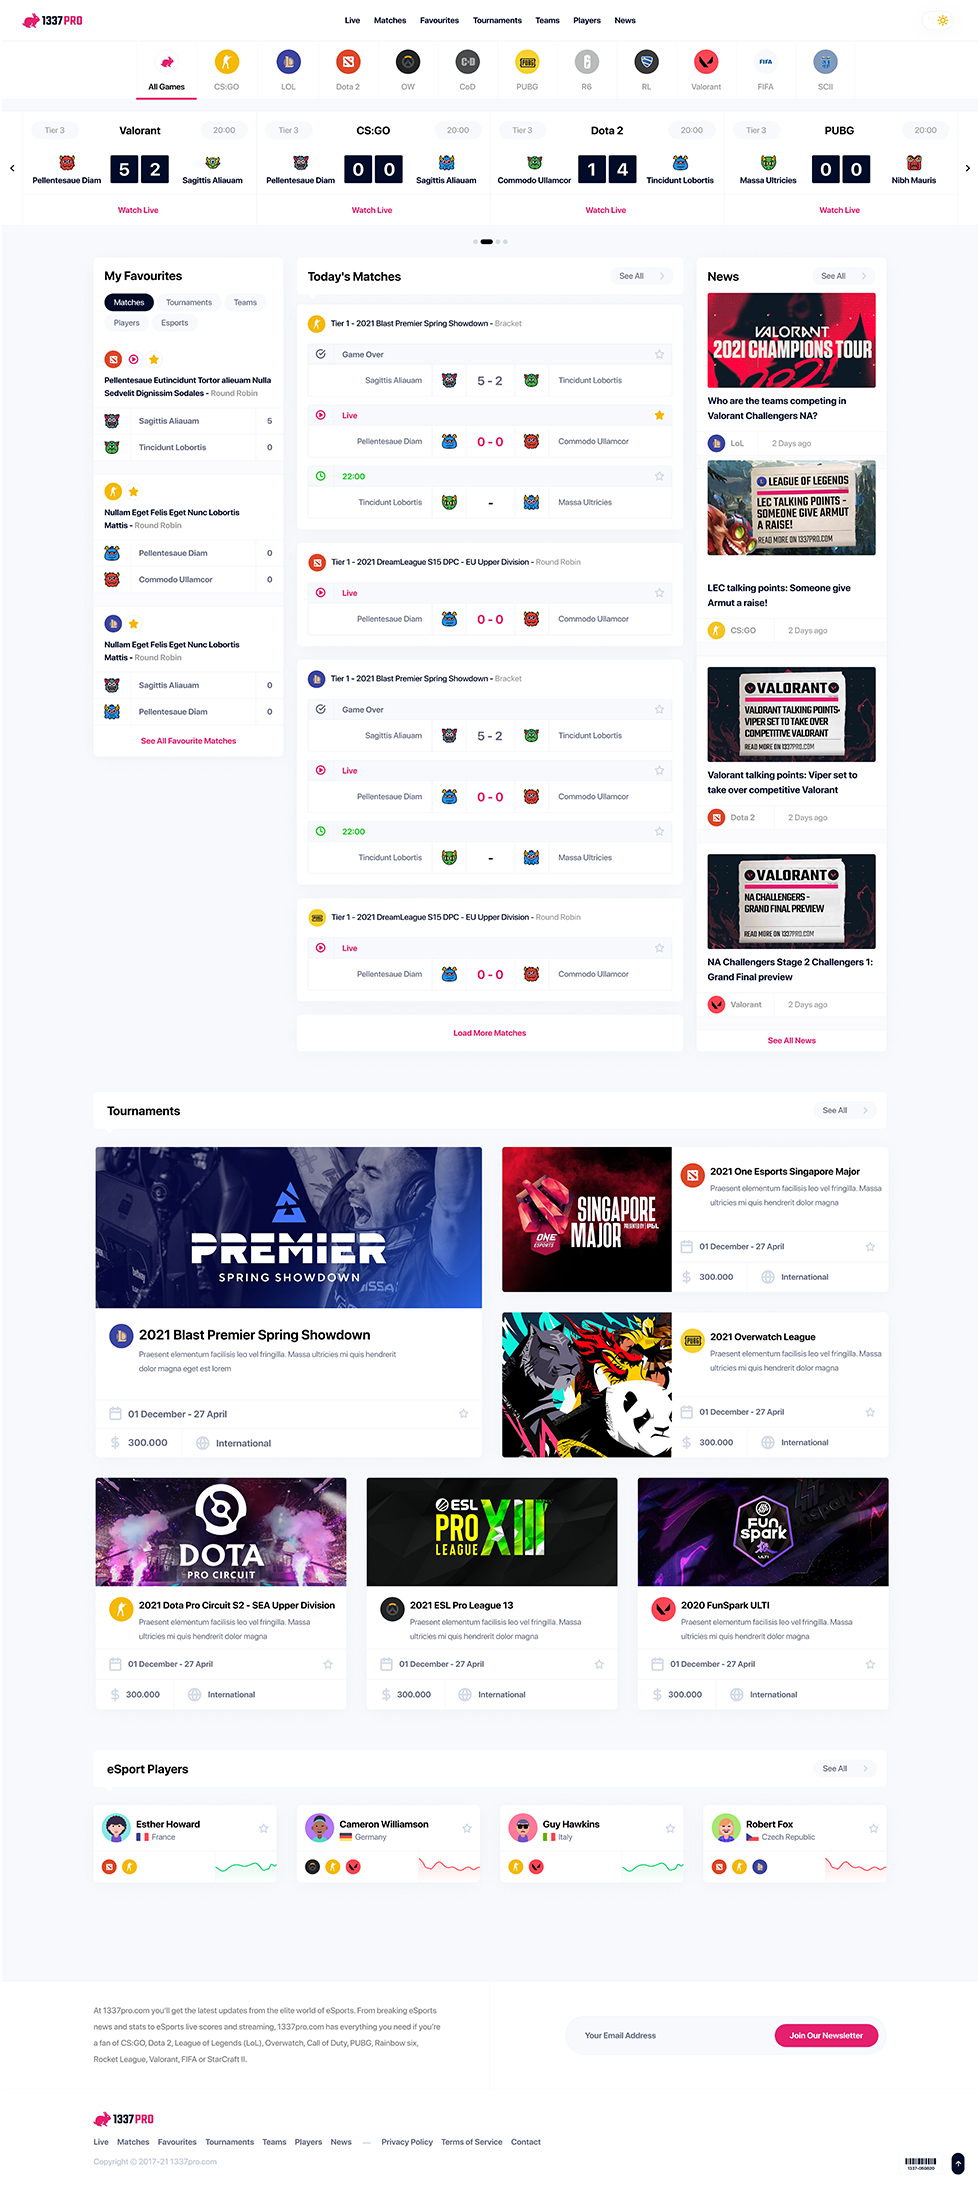 1337PRO
Live Matches Favourites Tournaments Teams Players News
All Games CS:GO LOL Dota 2 OW CoD PUBG R6 RL Valorant FIFA SCII
Tier 3 Valorant 20:00
Pellentesaue Diam 5 2 Sagittis Aliauam
Watch Live
Tier 3 CS:GO 20:00
Pellentesaue Diam 0 0 Sagittis Aliauam
Watch Live
Tier 3 Dota 2 20:00
Commodo Ullamcor 1 4 Tincidunt Lobortis
Watch Live
Tier 3 PUBG 20:00
Massa Ultricies 0 0 Nibh Mauris
Watch Live
My Favourites
Matches Tournaments Teams
Players Esports
Pellentesaue Eutincidunt Tortor alieuam Nulla
Sedvelit Dignissim Sodales - Round Robin
Sagittis Aliauam 5
Tincidunt Lobortis 0
Nullam Eget Felis Eget Nunc Lobortis
Mattis - Round Robin
Pellentesaue Diam 0
Commodo Ullamcor 0
Nullam Eget Felis Eget Nunc Lobortis
Mattis - Round Robin
Sagittis Aliauam 0
Pellentesaue Diam 0
See All Favourite Matches
Today's Matches See All
Tier 1 - 2021 Blast Premier Spring Showdown - Bracket
Game Over
Sagittis Aliauam 5 - 2 Tincidunt Lobortis
Live
Pellentesaue Diam 0 - 0 Commodo Ullamcor
22:00
Tincidunt Lobortis - Massa Ultricies
Tier 1 - 2021 DreamLeague S15 DPC - EU Upper Division - Round Robin
Live
Pellentesaue Diam 0 - 0 Commodo Ullamcor
Tier 1 - 2021 Blast Premier Spring Showdown - Bracket
Game Over
Sagittis Aliauam 5 - 2 Tincidunt Lobortis
Live
Pellentesaue Diam 0 - 0 Commodo Ullamcor
22:00
Tincidunt Lobortis - Massa Ultricies
Tier 1 - 2021 DreamLeague S15 DPC - EU Upper Division - Round Robin
Live
Pellentesaue Diam 0 - 0 Commodo Ullamcor
Load More Matches
News See All
VALORANT
2021 CHAMPIONS TOUR
2021
Who are the teams competing in
Valorant Challengers NA?
LoL 2 Days ago
LEAGUE OF LEGENDS
LEC TALKING POINTS -
SOMEONE GIVE ARMUT
A RAISE!
READ MORE ON 1337PRO.COM
LEC talking points: Someone give
Armut a raise!
CS:GO 2 Days ago
VALORANT
VALORANT TALKING POINTS:
VIPER SET TO TAKE OVER
COMPETITIVE VALORANT
READ MORE ON 1337PRO.COM
Valorant talking points: Viper set to
take over competitive Valorant
Dota 2 2 Days ago
VALORANT
NA CHALLENGERS -
GRAND FINAL PREVIEW
READ MORE ON 1337PRO.COM
NA Challengers Stage 2 Challengers 1:
Grand Final preview
Valorant 2 Days ago
See All News
Tournaments See All
PREMIER
SPRING SHOWDOWN
2021 Blast Premier Spring Showdown
Praesent elementum facilisis leo vel fringilla. Massa ultricies mi quis hendrerit
dolor magna eget est lorem
01 December - 27 April
$ 300.000 International
ONE
ESPORTS
SINGAPORE
MAJOR
2021 One Esports Singapore Major
Praesent elementum facilisis leo vel fringilla. Massa
ultricies mi quis hendrerit dolor magna
01 December - 27 April
$ 300.000 International
PUBG
2021 Overwatch League
Praesent elementum facilisis leo vel fringilla. Massa
ultricies mi quis hendrerit dolor magna
01 December - 27 April
$ 300.000 International
DOTA
PRO CIRCUIT
2021 Dota Pro Circuit S2 - SEA Upper Division
Praesent elementum facilisis leo vel fringilla. Massa
ultricies mi quis hendrerit dolor magna
01 December - 27 April
$ 300.000 International
ESL
PRO
LEAGUE
XIII
2021 ESL Pro League 13
Praesent elementum facilisis leo vel fringilla. Massa
ultricies mi quis hendrerit dolor magna
01 December - 27 April
$ 300.000 International
FUN
spark
ULTI
2020 FunSpark ULTI
Praesent elementum facilisis leo vel fringilla. Massa
ultricies mi quis hendrerit dolor magna
01 December - 27 April
$ 300.000 International
eSport Players See All
Esther Howard
France
Cameron Williamson
Germany
Guy Hawkins
Italy
Robert Fox
Czech Republic
At 1337pro.com you'll get the latest updates from the elite world of eSports. From breaking eSports
news and stats to eSports live scores and streaming, 1337pro.com has everything you need if you're
a fan of CS:GO, Dota 2, League of Legends (LoL), Overwatch, Call of Duty, PUBG, Rainbow six,
Rocket League, Valorant, FIFA or StarCraft II.
Your Email Address Join Our Newsletter
1337PRO
Live Matches Favourites Tournaments Teams Players News — Privacy Policy Terms of Service Contact
Copyright © 2017-21 1337pro.com